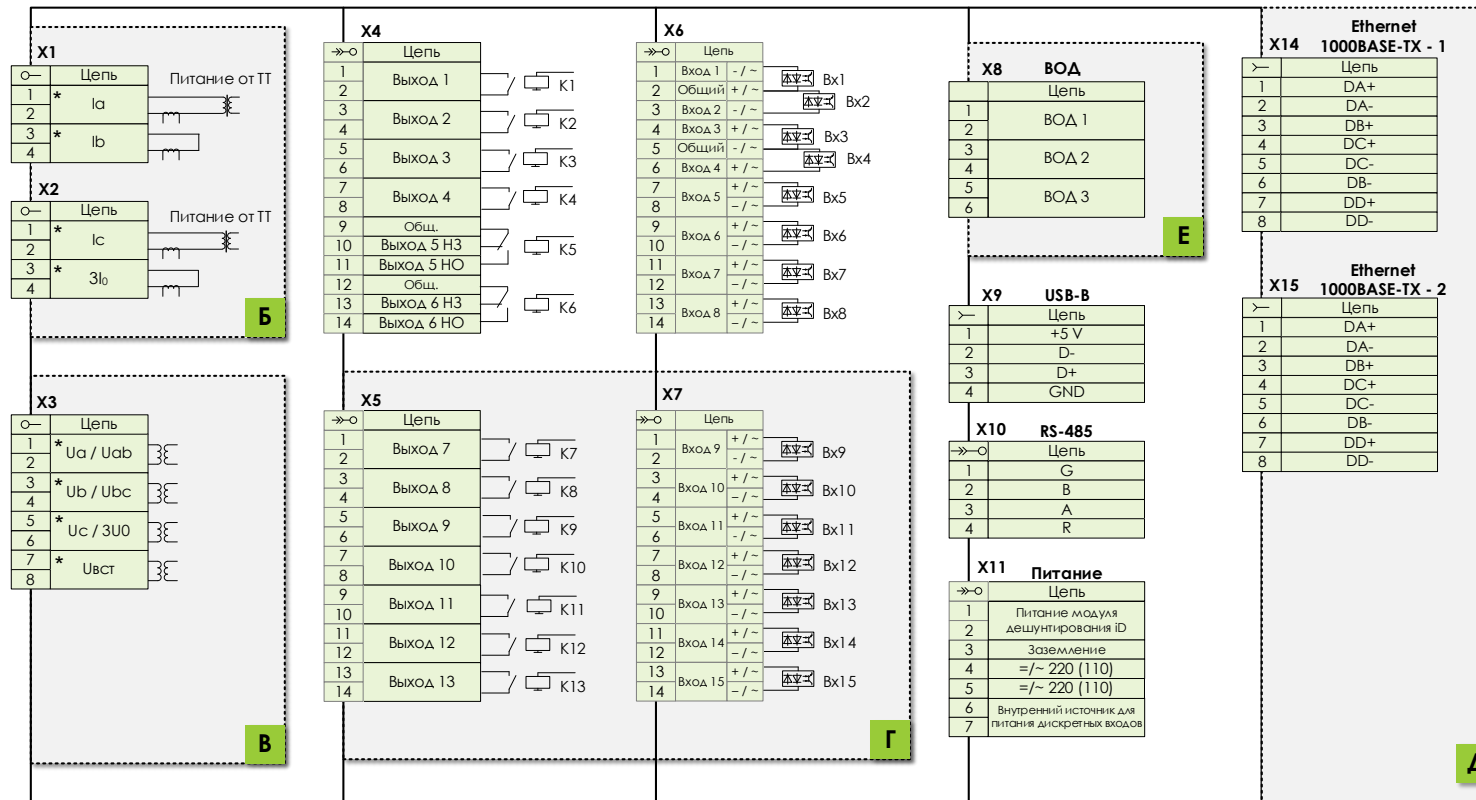 X1
Цепь
1 * Ia
2
3 * Ib
4
Питание от ТТ
X2
Цепь
1 * Ic
2
3 * 3I0
4
Питание от ТТ
Б
X3
Цепь
1 * Ua / Uab
2
3 * Ub / Ubc
4
5 * Uc / 3U0
6
7 * Uвст
8
В
X4
Цепь
1 Выход 1 K1
2
3 Выход 2 K2
4
5 Выход 3 K3
6
7 Выход 4 K4
8
9 Общ.
10 Выход 5 НЗ K5
11 Выход 5 НО
12 Общ.
13 Выход 6 НЗ K6
14 Выход 6 НО
X5
Цепь
1 Выход 7 K7
2
3 Выход 8 K8
4
5 Выход 9 K9
6
7 Выход 10 K10
8
9 Выход 11 K11
10
11 Выход 12 K12
12
13 Выход 13 K13
14
X6
Цепь
1 Вход 1 - / ~ Вх1
2 Общий + / ~ Вх2
3 Вход 2 - / ~
4 Вход 3 + / ~ Вх3
5 Общий - / ~ Вх4
6 Вход 4 + / ~
7 Вход 5 + / ~ Вх5
8 – / ~
9 Вход 6 + / ~ Вх6
10 – / ~
11 Вход 7 + / ~ Вх7
12 – / ~
13 Вход 8 + / ~ Вх8
14 – / ~
X7
Цепь
1 Вход 9 + / ~ Вх9
2 - / ~
3 Вход 10 + / ~ Вх10
4 – / ~
5 Вход 11 + / ~ Вх11
6 - / ~
7 Вход 12 + / ~ Вх12
8 – / ~
9 Вход 13 + / ~ Вх13
10 – / ~
11 Вход 14 + / ~ Вх14
12 – / ~
13 Вход 15 + / ~ Вх15
14 – / ~
Г
X8 ВОД
Цепь
1 ВОД 1
2
3 ВОД 2
4
5 ВОД 3
6
Е
X9 USB-B
Цепь
1 +5 V
2 D-
3 D+
4 GND
X10 RS-485
Цепь
1 G
2 B
3 A
4 R
X11 Питание
Цепь
1 Питание модуля
2 дешунтирования iD
3 Заземление
4 =/~ 220 (110)
5 =/~ 220 (110)
6 Внутренний источник для
7 питания дискретных входов
Ethernet
X14 1000BASE-TX - 1
Цепь
1 DA+
2 DA-
3 DB+
4 DC+
5 DC-
6 DB-
7 DD+
8 DD-
Ethernet
X15 1000BASE-TX - 2
Цепь
1 DA+
2 DA-
3 DB+
4 DC+
5 DC-
6 DB-
7 DD+
8 DD-
Д